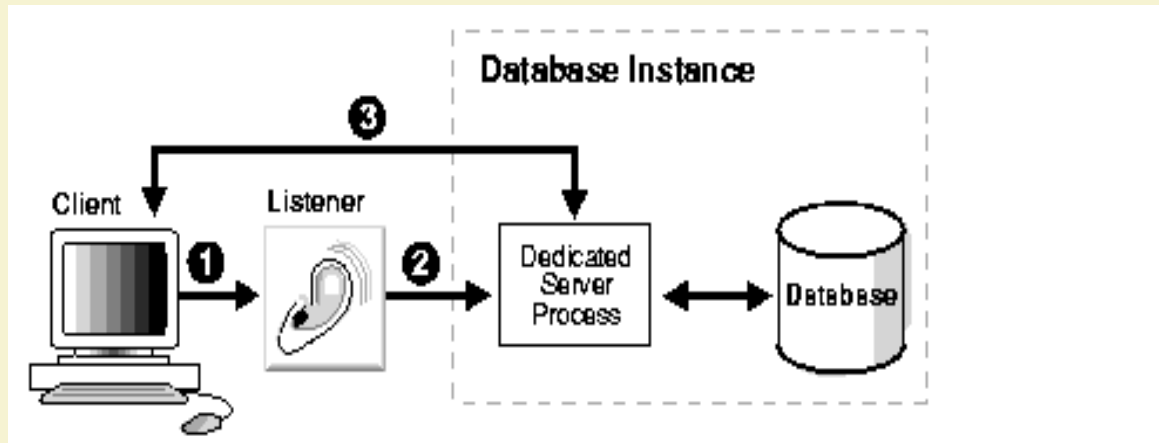 Database Instance
3
Client
Listener
1
2
Dedicated
Server
Process
Database